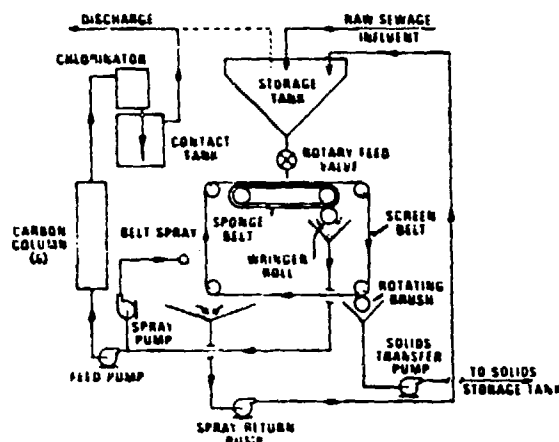 DISCHARGE
RAW SEWAGE
INFLUENT
CHLORINATOR
STORAGE
TANK
CONTACT
TANK
ROTARY FEED
VALVE
SPONGE
BELT
SCREEN
BELT
CARBON
COLUMN
(S)
BELT SPRAY
WRINGER
ROLL
ROTATING
BRUSH
SPRAY
PUMP
SOLIDS
TRANSFER
PUMP
FEED PUMP
TO SOLIDS
STORAGE TANK
SPRAY RETURN
PUMP